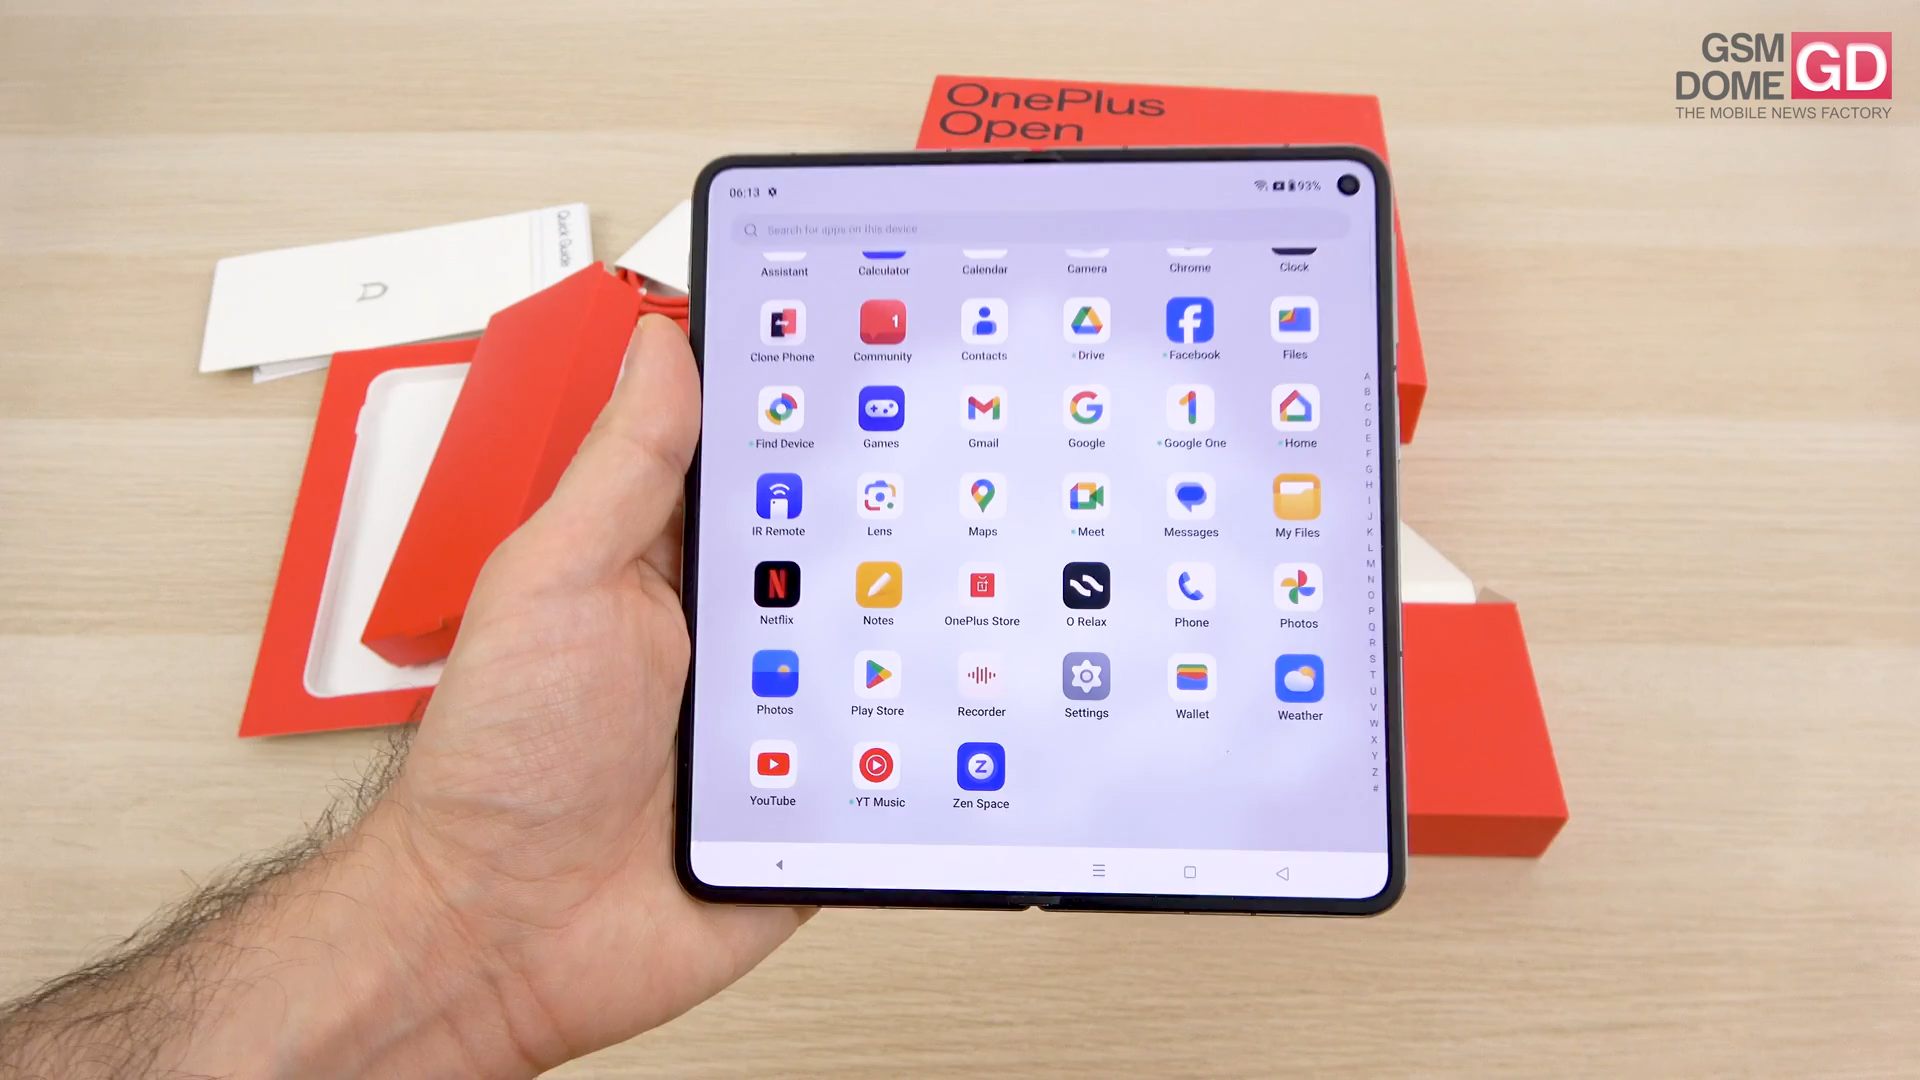 GSM
DOME
GD
THE MOBILE NEWS FACTORY
OnePlus
Open
Quick Guide
06:13
93%
Search for apps on this device
Assistant Calculator Calendar Camera Chrome Clock
1
Clone Phone Community Contacts Drive Facebook Files
Find Device Games Gmail Google Google One Home
IR Remote Lens Maps Meet Messages My Files
Netflix Notes OnePlus Store O Relax Phone Photos
Photos Play Store Recorder Settings Wallet Weather
Z
YouTube YT Music Zen Space
A
B
C
D
E
F
G
H
I
J
K
L
M
N
O
P
Q
R
S
T
U
V
W
X
Y
Z
#